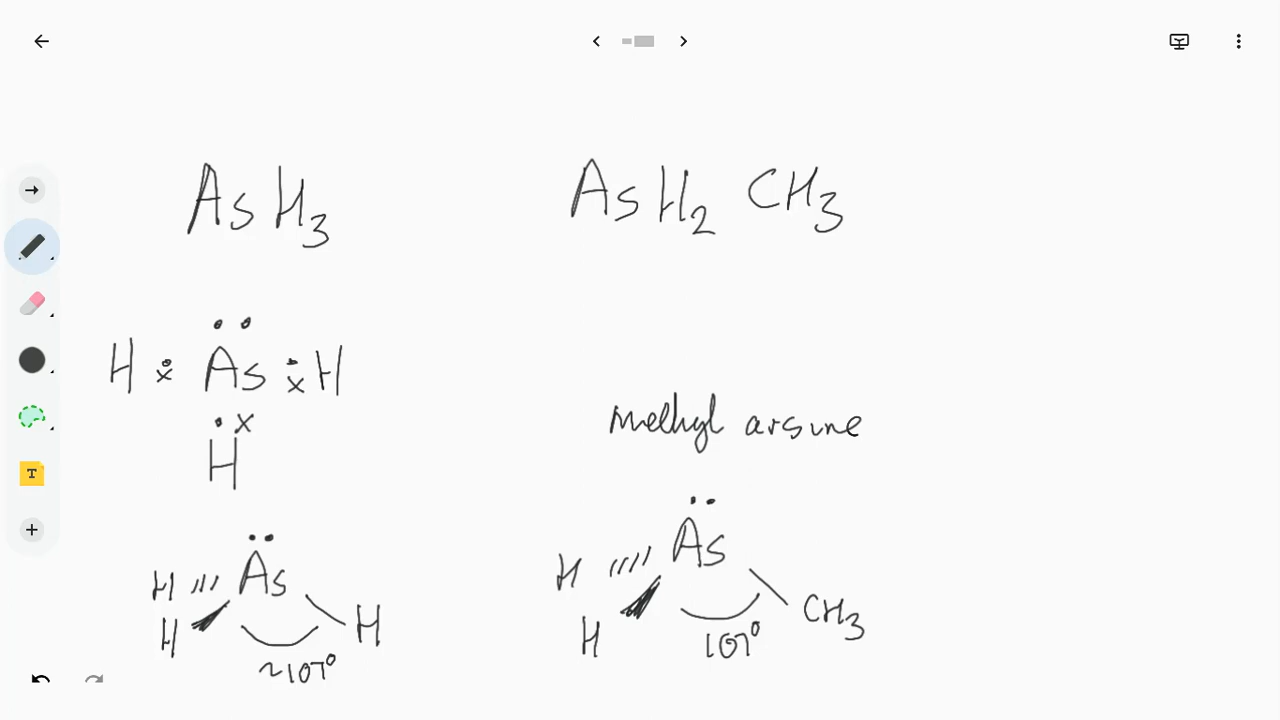 AsH₃
AsH₂ CH₃
H As H
H
methyl arsine
H As
H H
~107°
H As
H CH₃
107°
T